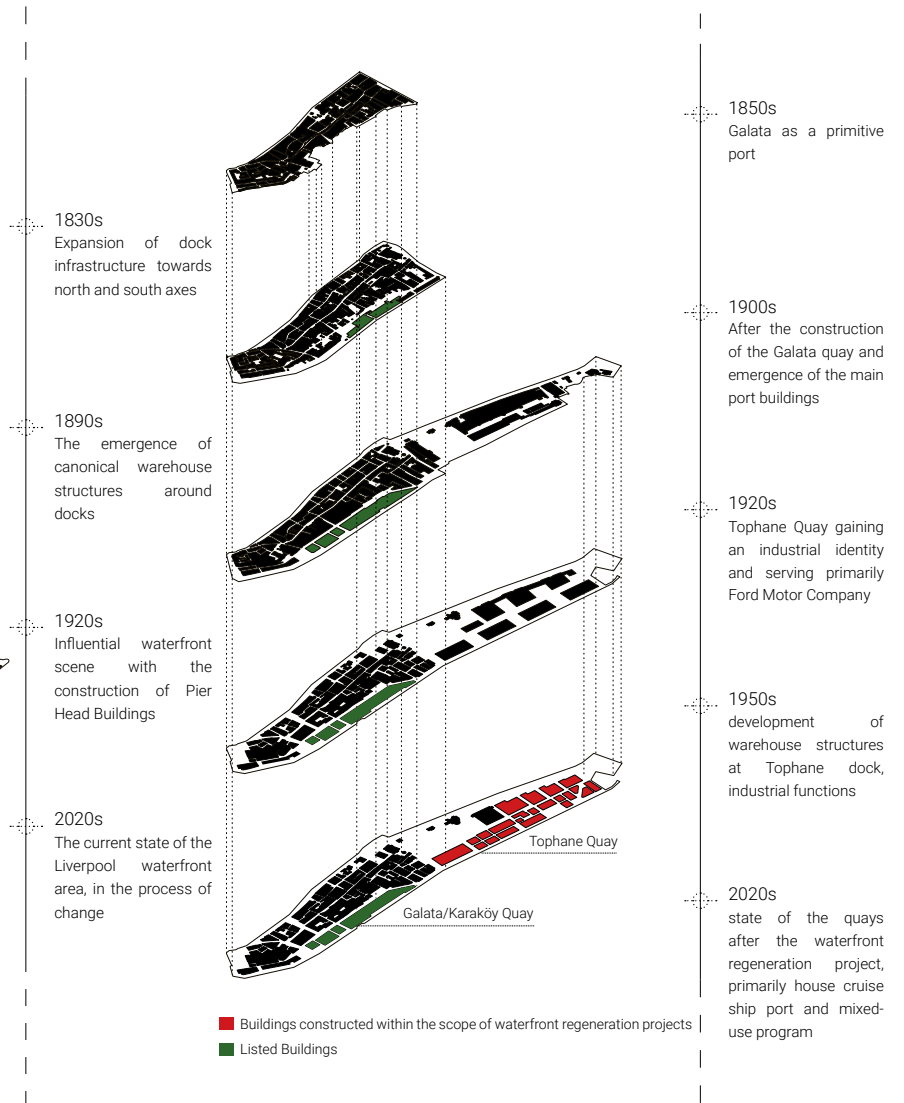 1830s
Expansion of dock
infrastructure towards
north and south axes
1890s
The emergence of
canonical warehouse
structures around
docks
1920s
Influential waterfront
scene with the
construction of Pier
Head Buildings
2020s
The current state of the
Liverpool waterfront
area, in the process of
change
Tophane Quay
Galata/Karaköy Quay
Buildings constructed within the scope of waterfront regeneration projects
Listed Buildings
1850s
Galata as a primitive
port
1900s
After the construction
of the Galata quay and
emergence of the main
port buildings
1920s
Tophane Quay gaining
an industrial identity
and serving primarily
Ford Motor Company
1950s
development of
warehouse structures
at Tophane dock,
industrial functions
2020s
state of the quays
after the waterfront
regeneration project,
primarily house cruise
ship port and mixed-
use program